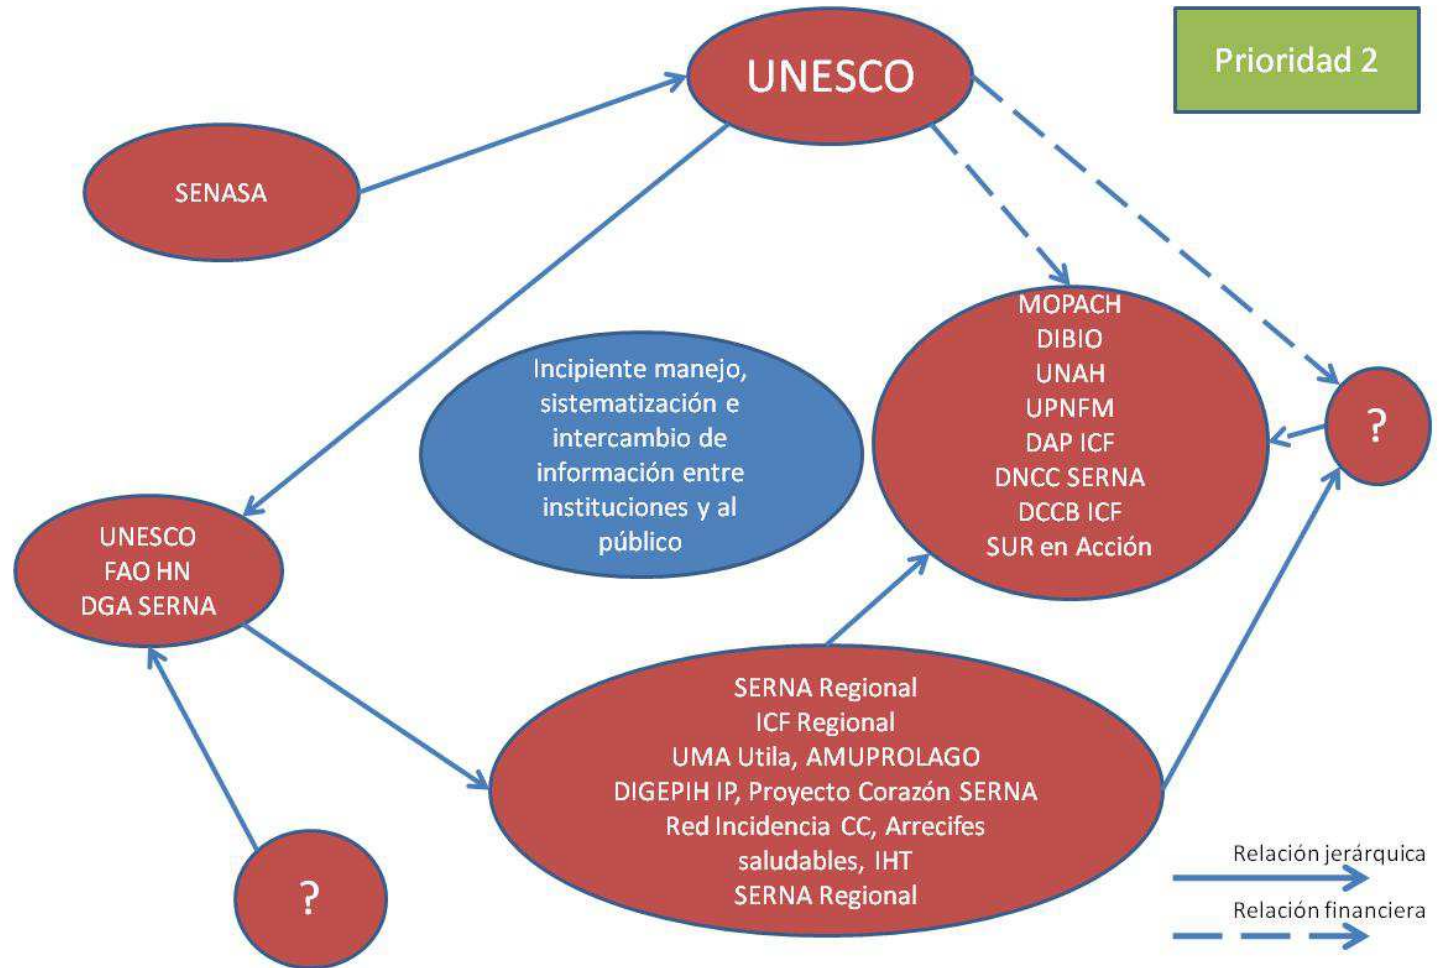 UNESCO
Prioridad 2
SENASA
MOPACH
DIBIO
UNAH
UPNFM
DAP ICF
DNCC SERNA
DCCB ICF
SUR en Acción
?
Incipiente manejo,
sistematización e
intercambio de
información entre
instituciones y al
público
UNESCO
FAO HN
DGA SERNA
SERNA Regional
ICF Regional
UMA Utila, AMUPROLAGO
DIGEPIH IP, Proyecto Corazón SERNA
Red Incidencia CC, Arrecifes
saludables, IHT
SERNA Regional
?
Relación jerárquica
Relación financiera